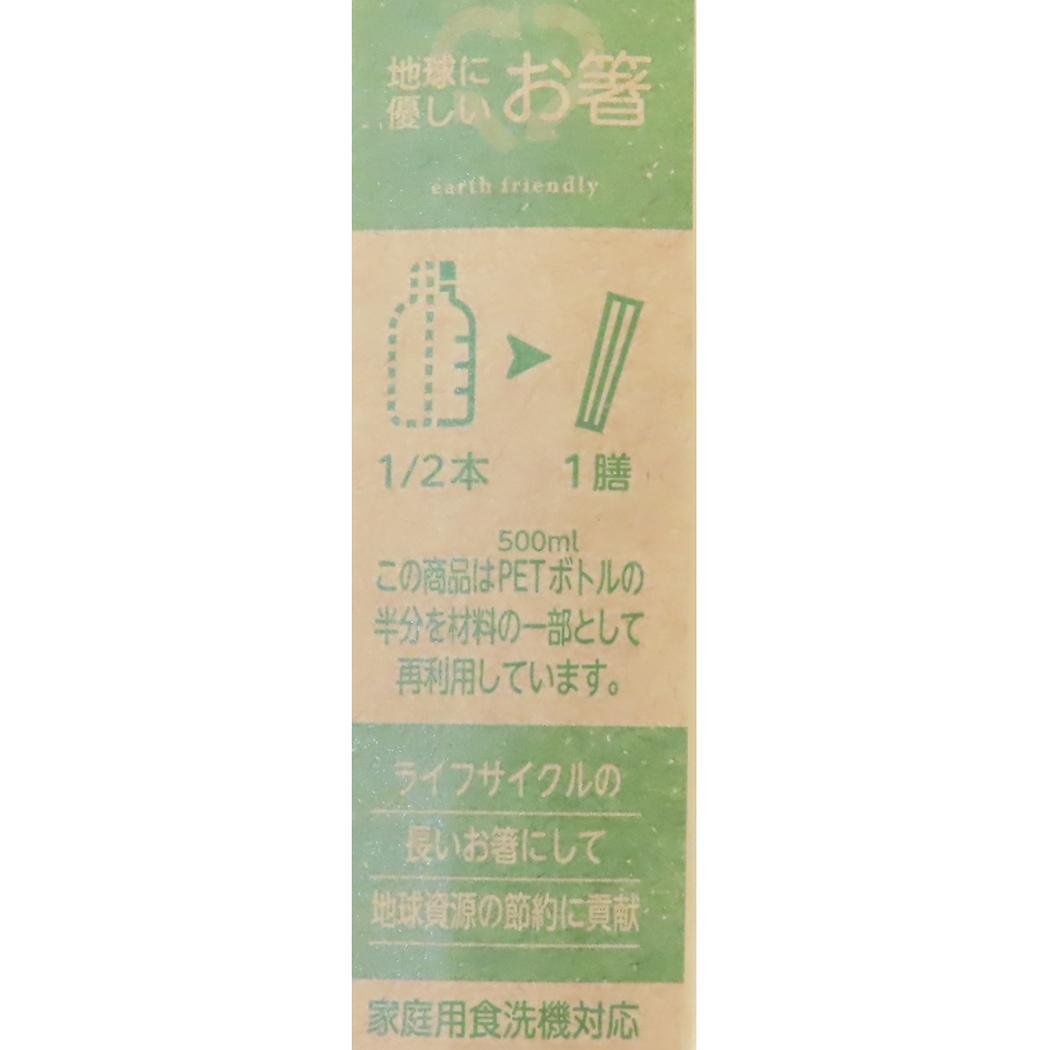 地球に
優しい
お箸
earth friendly
1/2本
1膳
500ml
この商品はPETボトルの
半分を材料の一部として
再利用しています。
ライフサイクルの
長いお箸にして
地球資源の節約に貢献
家庭用食洗機対応